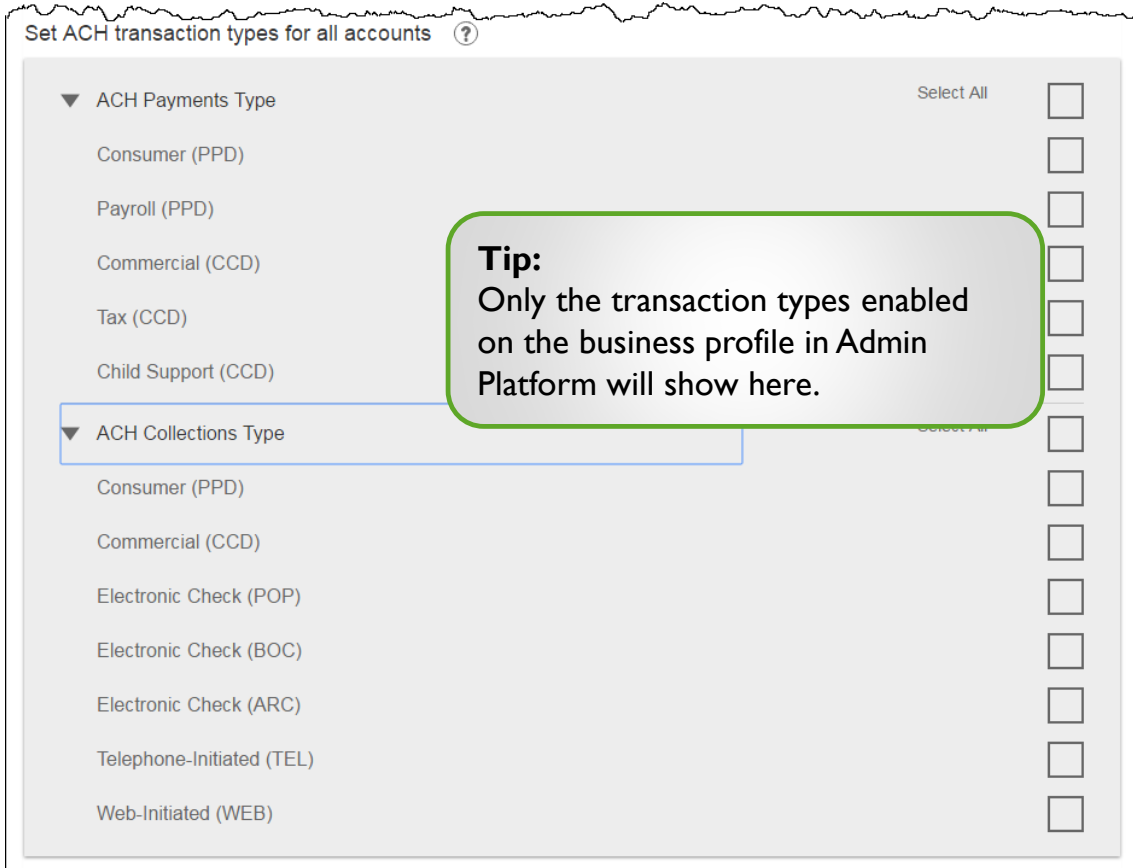 Set ACH transaction types for all accounts ?
ACH Payments Type Select All
Consumer (PPD)
Payroll (PPD)
Commercial (CCD)
Tax (CCD)
Child Support (CCD)
Tip:
Only the transaction types enabled
on the business profile in Admin
Platform will show here.
ACH Collections Type Select All
Consumer (PPD)
Commercial (CCD)
Electronic Check (POP)
Electronic Check (BOC)
Electronic Check (ARC)
Telephone-Initiated (TEL)
Web-Initiated (WEB)